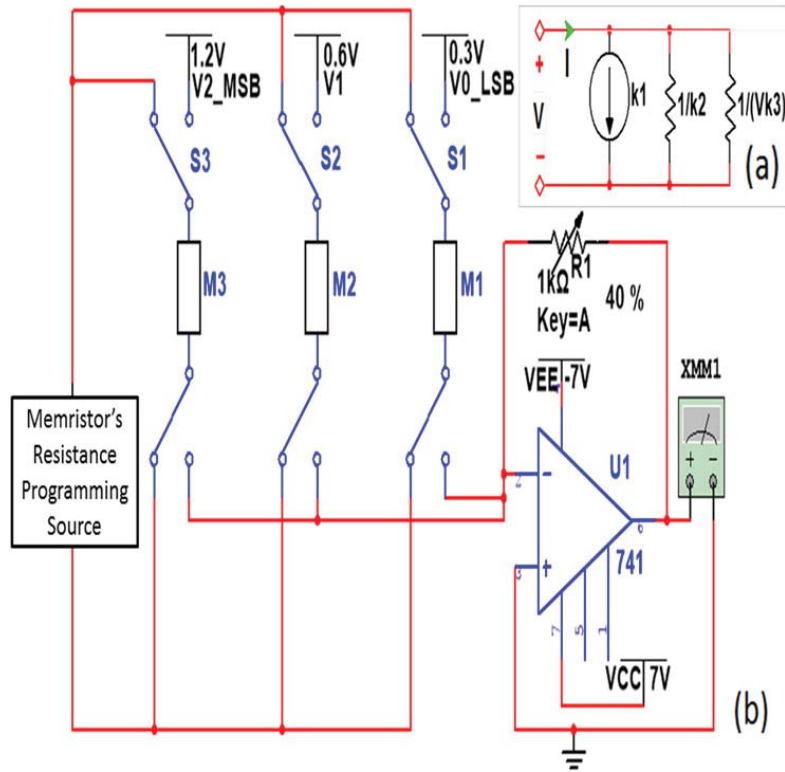 1.2V
V2_MSB
0.6V
V1
0.3V
V0_LSB
S3
S2
S1
M3
M2
M1
+
V
−
I
k1
1/k2
1/(Vk3)
(a)
R1
1kΩ
40 %
Key=A
Memristor's
Resistance
Programming
Source
VEE -7V
XMM1
+ −
U1
741
2
3
6
4
7
5
1
−
+
VCC 7V
(b)